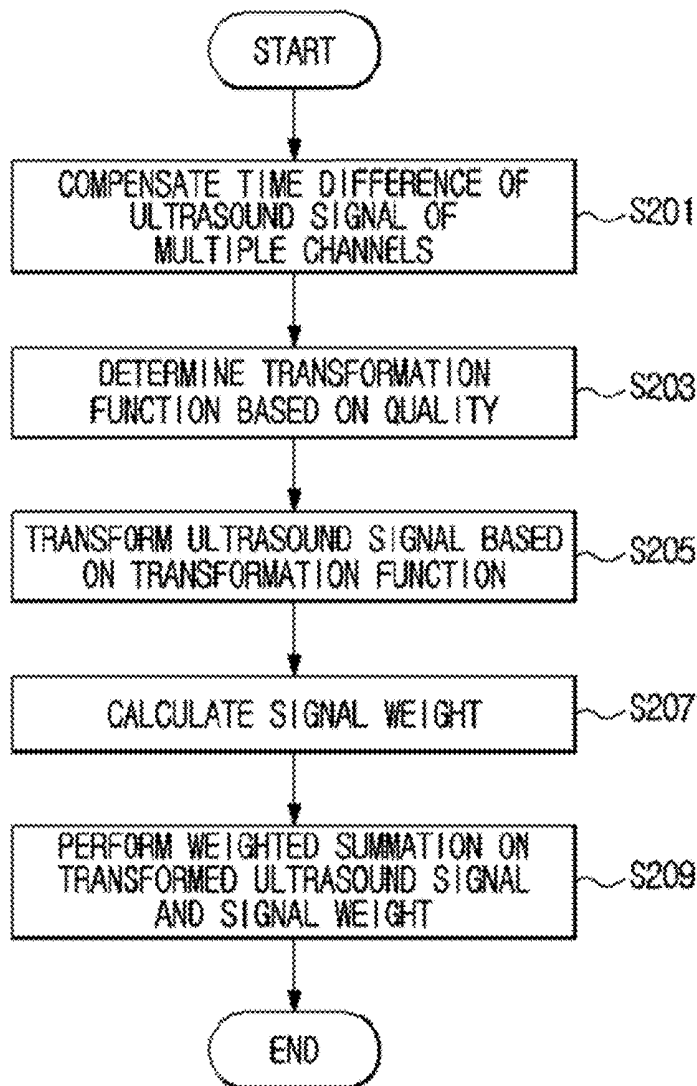 START
COMPENSATE TIME DIFFERENCE OF
ULTRASOUND SIGNAL OF
MULTIPLE CHANNELS
S201
DETERMINE TRANSFORMATION
FUNCTION BASED ON QUALITY
S203
TRANSFORM ULTRASOUND SIGNAL BASED
ON TRANSFORMATION FUNCTION
S205
CALCULATE SIGNAL WEIGHT
S207
PERFORM WEIGHTED SUMMATION ON
TRANSFORMED ULTRASOUND SIGNAL
AND SIGNAL WEIGHT
S209
END